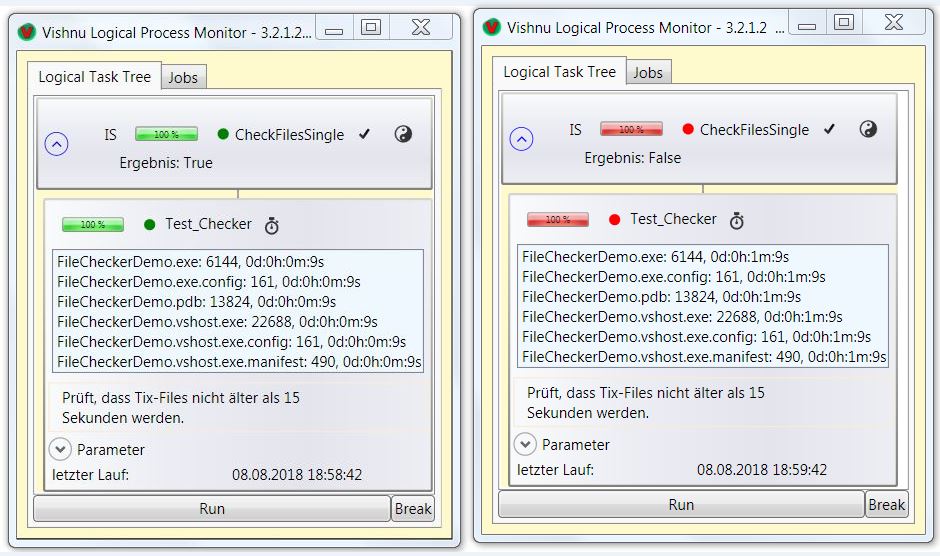 Vishnu Logical Process Monitor - 3.2.1.2...
Logical Task Tree
Jobs
IS
100 %
CheckFilesSingle
Ergebnis: True
100 %
Test_Checker
FileCheckerDemo.exe: 6144, 0d:0h:0m:9s
FileCheckerDemo.exe.config: 161, 0d:0h:0m:9s
FileCheckerDemo.pdb: 13824, 0d:0h:0m:9s
FileCheckerDemo.vshost.exe: 22688, 0d:0h:0m:9s
FileCheckerDemo.vshost.exe.config: 161, 0d:0h:0m:9s
FileCheckerDemo.vshost.exe.manifest: 490, 0d:0h:0m:9s
Prüft, dass Tix-Files nicht älter als 15
Sekunden werden.
Parameter
letzter Lauf: 08.08.2018 18:58:42
Run
Break
Vishnu Logical Process Monitor - 3.2.1.2 ...
Logical Task Tree
Jobs
IS
100 %
CheckFilesSingle
Ergebnis: False
100 %
Test_Checker
FileCheckerDemo.exe: 6144, 0d:0h:1m:9s
FileCheckerDemo.exe.config: 161, 0d:0h:1m:9s
FileCheckerDemo.pdb: 13824, 0d:0h:1m:9s
FileCheckerDemo.vshost.exe: 22688, 0d:0h:1m:9s
FileCheckerDemo.vshost.exe.config: 161, 0d:0h:1m:9s
FileCheckerDemo.vshost.exe.manifest: 490, 0d:0h:1m:9s
Prüft, dass Tix-Files nicht älter als 15
Sekunden werden.
Parameter
letzter Lauf: 08.08.2018 18:59:42
Run
Break